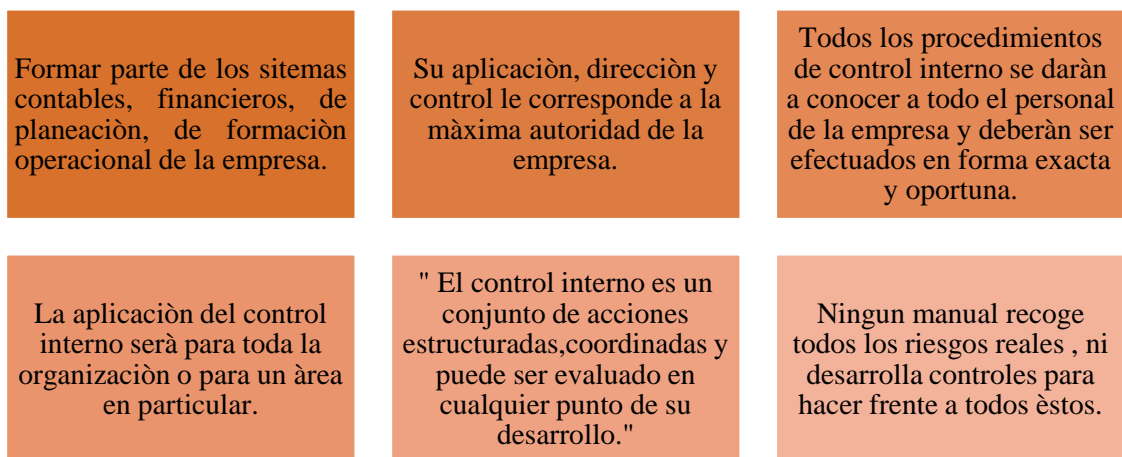 Formar parte de los sitemas
contables, financieros, de
planeaciòn, de formaciòn
operacional de la empresa.
Su aplicaciòn, direcciòn y
control le corresponde a la
màxima autoridad de la
empresa.
Todos los procedimientos
de control interno se daràn
a conocer a todo el personal
de la empresa y deberàn ser
efectuados en forma exacta
y oportuna.
La aplicaciòn del control
interno serà para toda la
organizaciòn o para un àrea
en particular.
" El control interno es un
conjunto de acciones
estructuradas,coordinadas y
puede ser evaluado en
cualquier punto de su
desarrollo."
Ningun manual recoge
todos los riesgos reales , ni
desarrolla controles para
hacer frente a todos èstos.